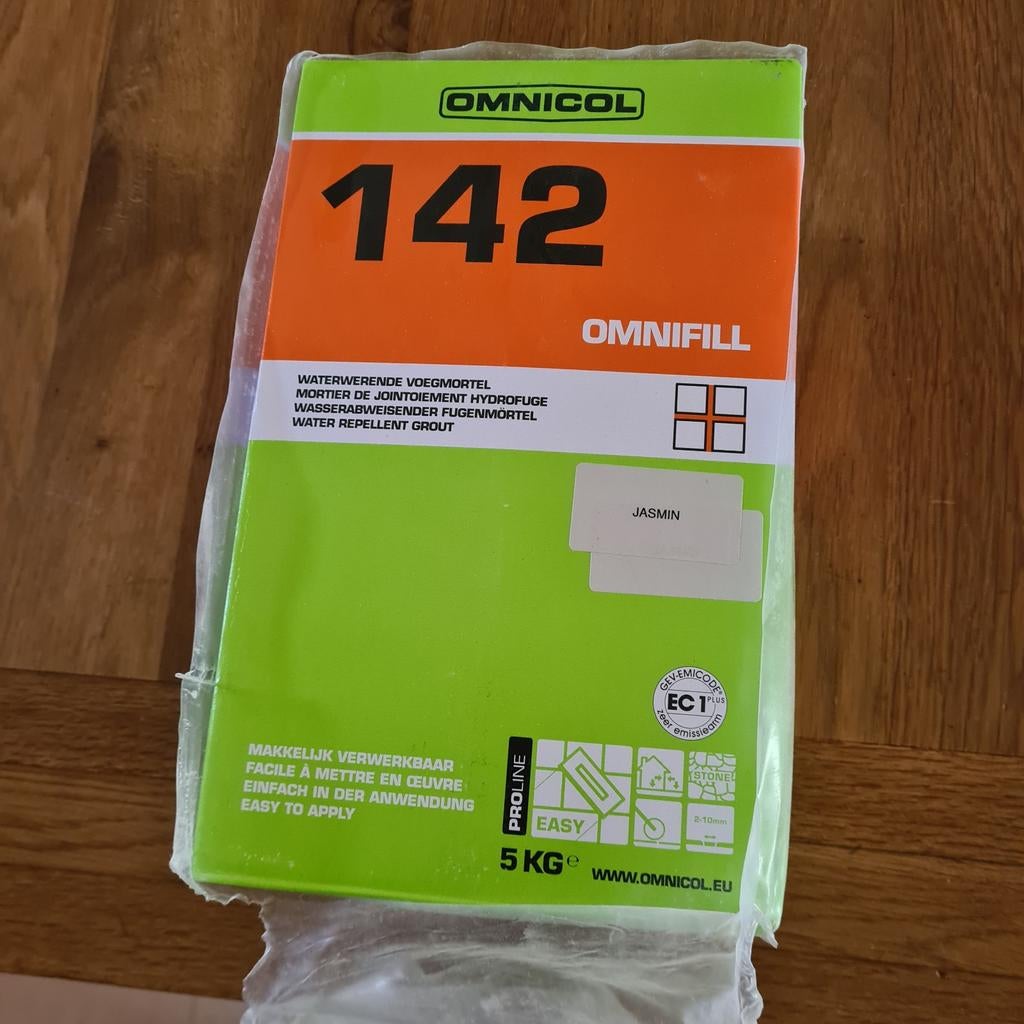 OMNICOL
142
OMNIFILL
WATERWERENDE VOEGMORTEL
MORTIER DE JOINTOIEMENT HYDROFUGE
WASSERABWEISENDER FUGENMÖRTEL
WATER REPELLENT GROUT
JASMIN
GEV-EMICODE®
EC 1 PLUS
zeer emissiearm
MAKKELIJK VERWERKBAAR
FACILE À METTRE EN ŒUVRE
EINFACH IN DER ANWENDUNG
EASY TO APPLY
PROLINE
EASY
STONE
2-10mm
5 KG e
WWW.OMNICOL.EU